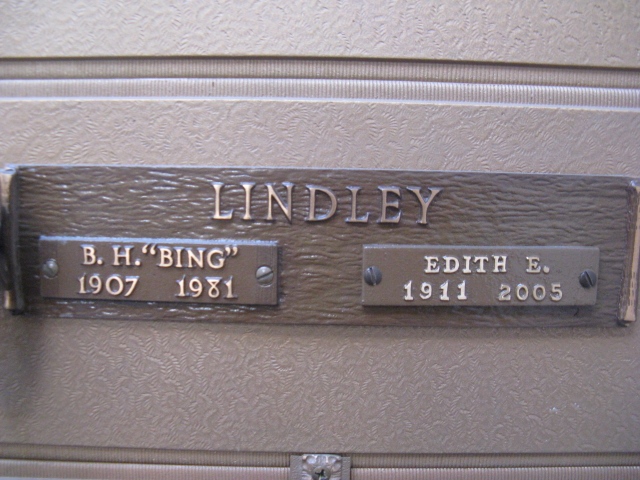 LINDLEY
B. H. "BING"
1907 1981
EDITH E.
1911 2005